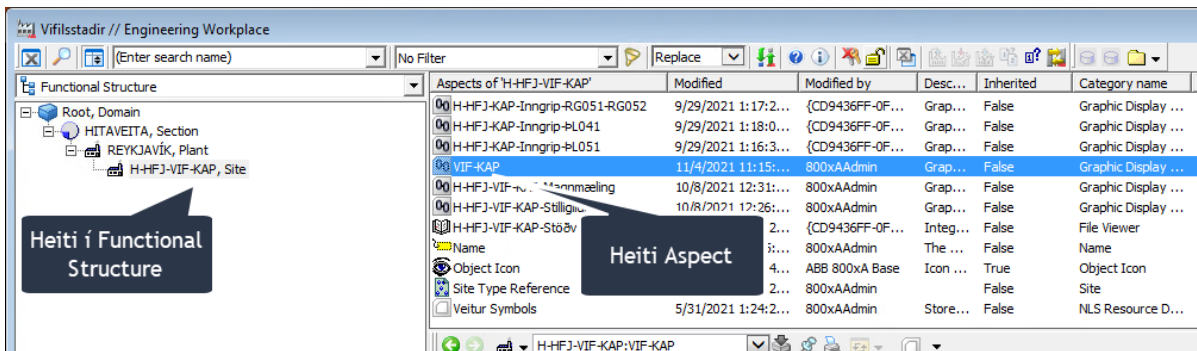 Vifilsstadir // Engineering Workplace
(Enter search name) No Filter Replace
Functional Structure
Root, Domain
HITAVEITA, Section
REYKJAVÍK, Plant
H-HFJ-VIF-KAP, Site
Heiti í Functional
Structure
Aspects of 'H-HFJ-VIF-KAP' Modified Modified by Desc... Inherited Category name
H-HFJ-KAP-Inngrip-RG051-RG052 9/29/2021 1:17:2... {CD9436FF-0F... Grap... False Graphic Display ...
H-HFJ-KAP-Inngrip-ÞL041 9/29/2021 1:18:0... {CD9436FF-0F... Grap... False Graphic Display ...
H-HFJ-KAP-Inngrip-ÞL051 9/29/2021 1:16:3... {CD9436FF-0F... Grap... False Graphic Display ...
VIF-KAP 11/4/2021 11:15:... 800xAAdmin Grap... False Graphic Display ...
H-HFJ-VIF-KAP-Magnmæling 10/8/2021 12:31:... 800xAAdmin Grap... False Graphic Display ...
H-HFJ-VIF-KAP-Stilligil 10/8/2021 12:26:... 800xAAdmin Grap... False Graphic Display ...
H-HFJ-VIF-KAP-Stöðv 2... {CD9436FF-0F... Integ... False File Viewer
Name 5:... 800xAAdmin The ... False Name
Object Icon 4... ABB 800xA Base Icon ... True Object Icon
Site Type Reference 2... 800xAAdmin False Site
Veitur Symbols 5/31/2021 1:24:2... 800xAAdmin Store... False NLS Resource D...
Heiti Aspect
H-HFJ-VIF-KAP:VIF-KAP